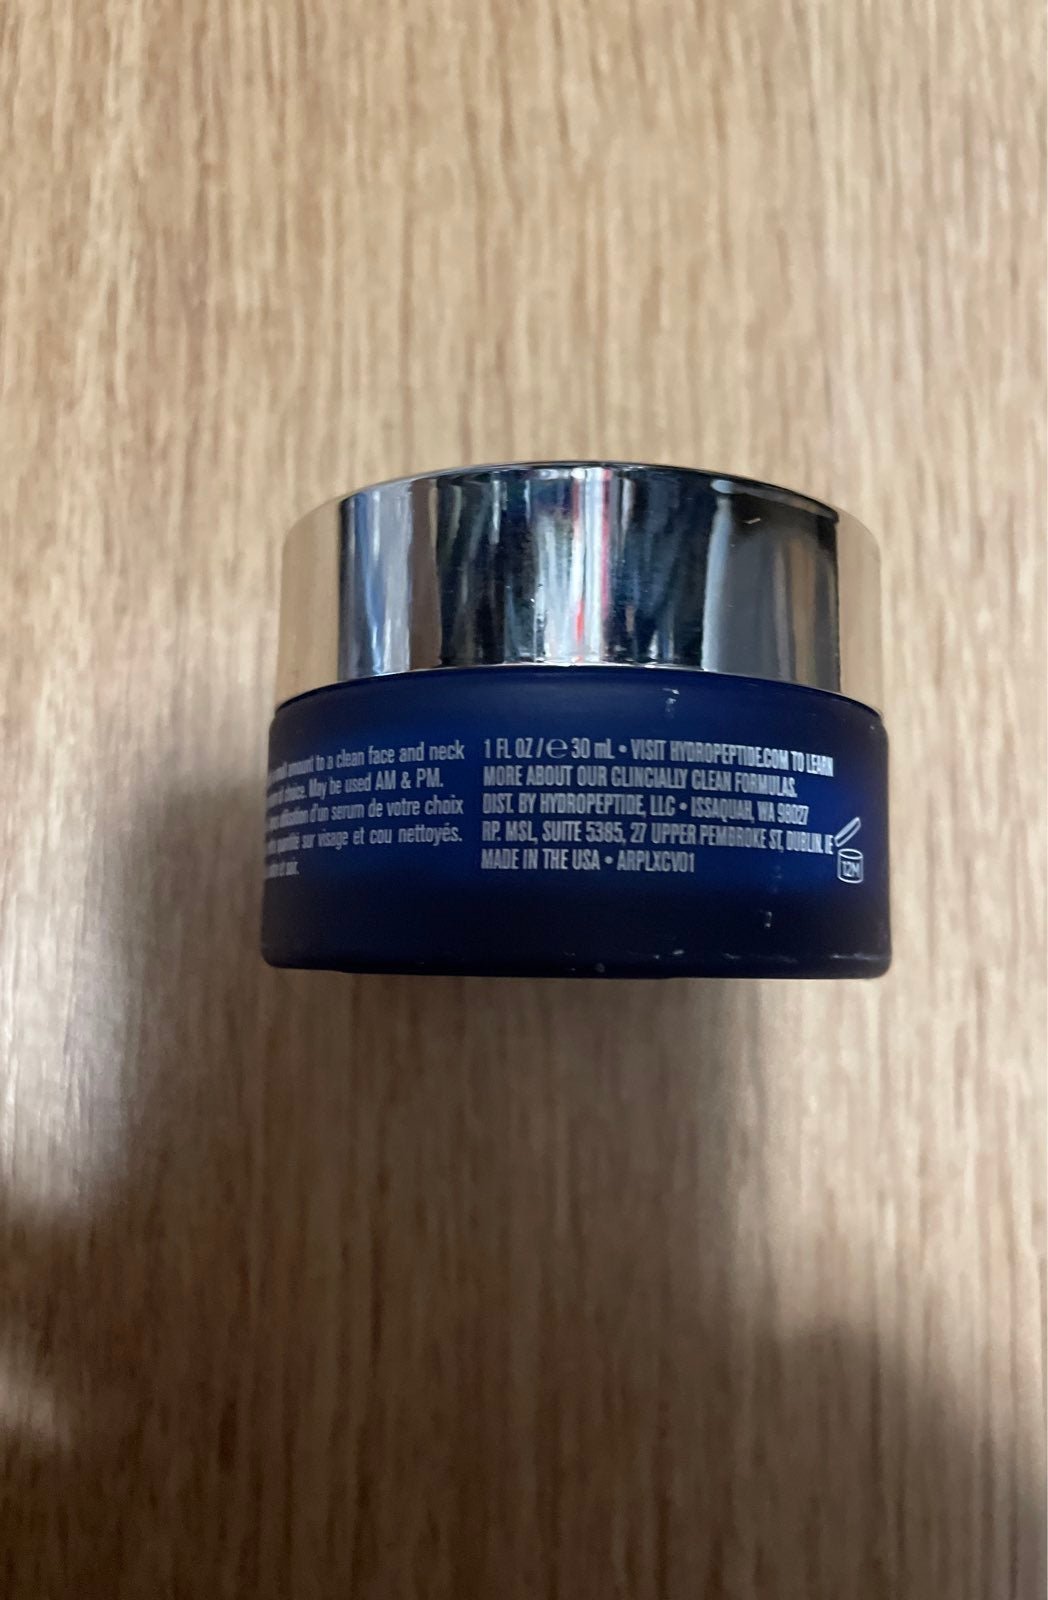 amount to a clean face and neck
choice. May be used AM & PM.
utilisation d'un serum de votre choix
quantité sur visage et cou nettoyés.
et soir.
1 FL OZ / ℮ 30 mL • VISIT HYDROPEPTIDE.COM TO LEARN
MORE ABOUT OUR CLINCIALLY CLEAN FORMULAS.
DIST. BY HYDROPEPTIDE, LLC • ISSAQUAH, WA 98027
RP. MSL, SUITE 5385, 27 UPPER PEMBROKE ST, DUBLIN. IE
MADE IN THE USA • ARPLXCV01
12M